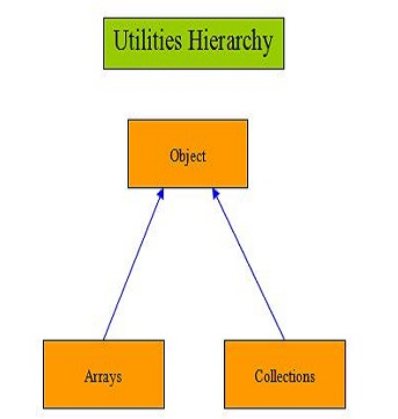 Utilities Hierarchy
Object
Arrays
Collections